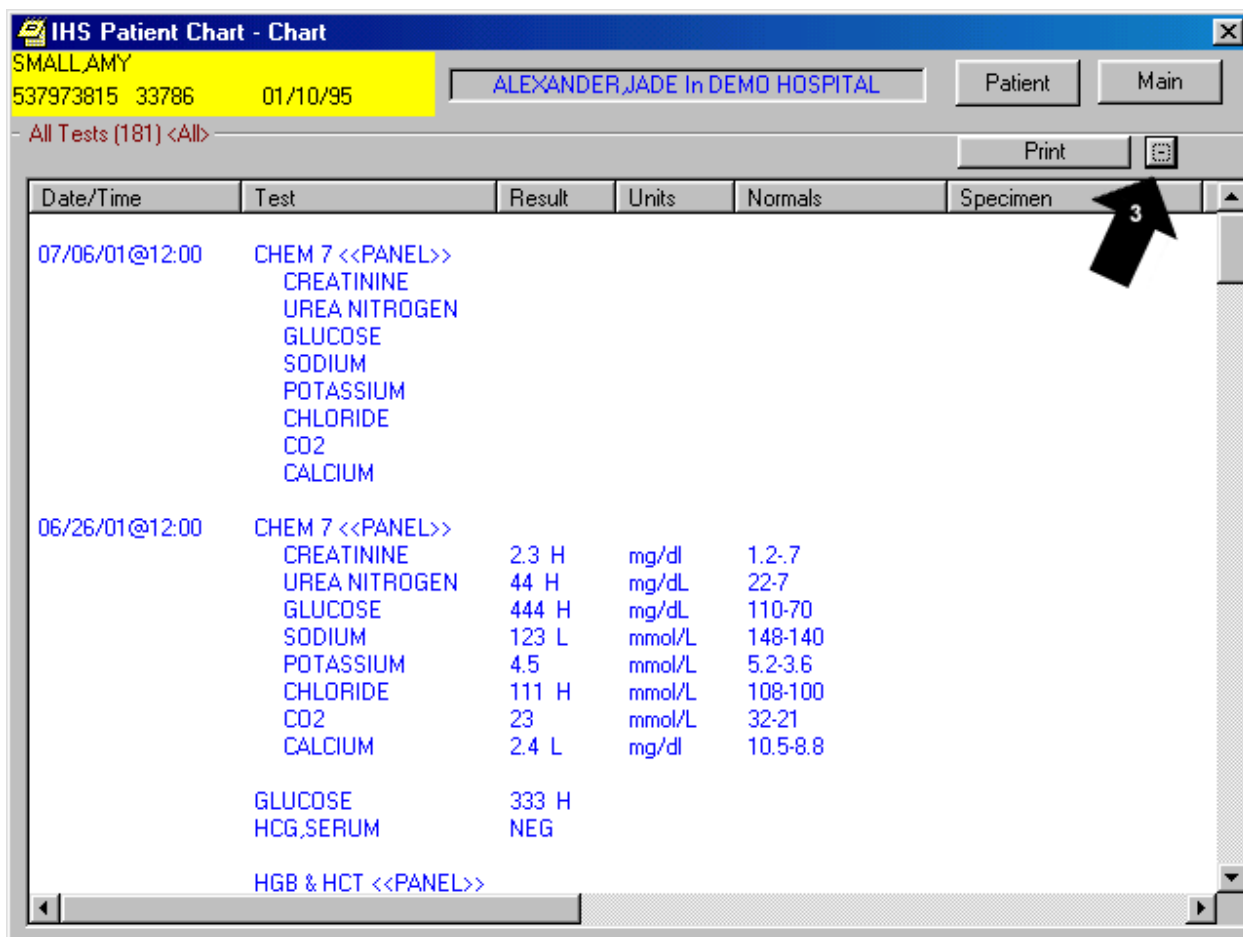 IHS Patient Chart - Chart
SMALL,AMY
537973815 33786 01/10/95
ALEXANDER,JADE In DEMO HOSPITAL
Patient
Main
All Tests (181) <All>
Print
Date/Time Test Result Units Normals Specimen
3
07/06/01@12:00 CHEM 7 <<PANEL>>
CREATININE
UREA NITROGEN
GLUCOSE
SODIUM
POTASSIUM
CHLORIDE
CO2
CALCIUM
06/26/01@12:00 CHEM 7 <<PANEL>>
CREATININE 2.3 H mg/dl 1.2-.7
UREA NITROGEN 44 H mg/dL 22-7
GLUCOSE 444 H mg/dL 110-70
SODIUM 123 L mmol/L 148-140
POTASSIUM 4.5 mmol/L 5.2-3.6
CHLORIDE 111 H mmol/L 108-100
CO2 23 mmol/L 32-21
CALCIUM 2.4 L mg/dl 10.5-8.8
GLUCOSE 333 H
HCG,SERUM NEG
HGB & HCT <<PANEL>>